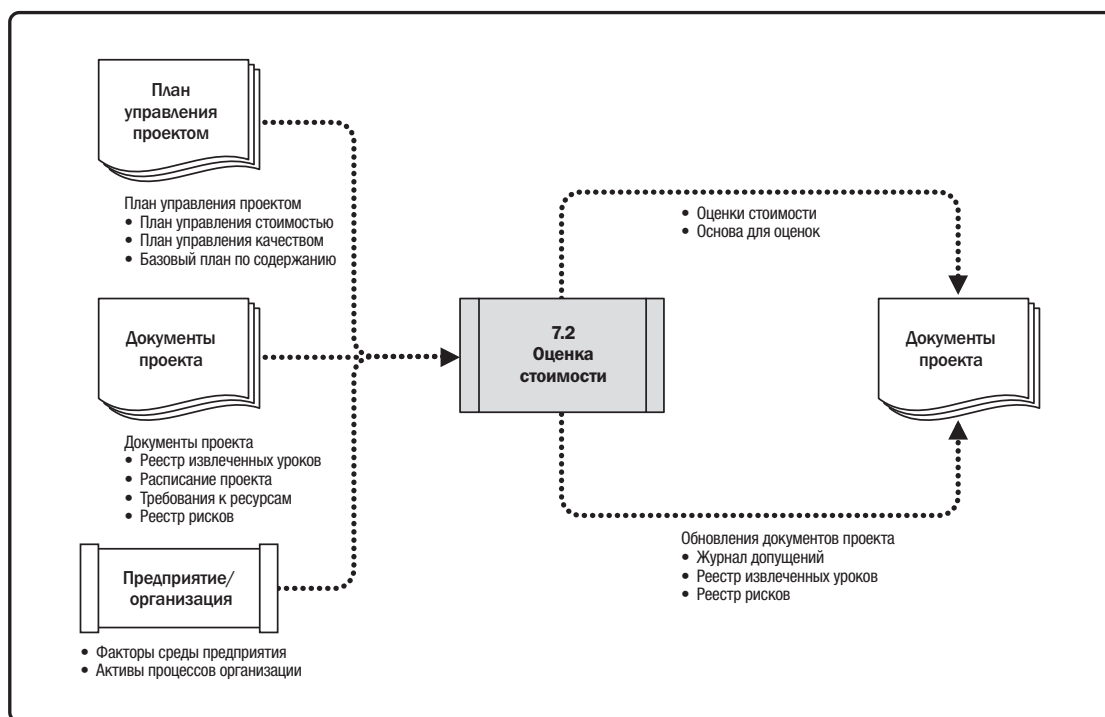 План
управления
проектом
План управления проектом
• План управления стоимостью
• План управления качеством
• Базовый план по содержанию
Документы
проекта
Документы проекта
• Реестр извлеченных уроков
• Расписание проекта
• Требования к ресурсам
• Реестр рисков
Предприятие/
организация
• Факторы среды предприятия
• Активы процессов организации
7.2
Оценка
стоимости
• Оценки стоимости
• Основа для оценок
Документы
проекта
Обновления документов проекта
• Журнал допущений
• Реестр извлеченных уроков
• Реестр рисков